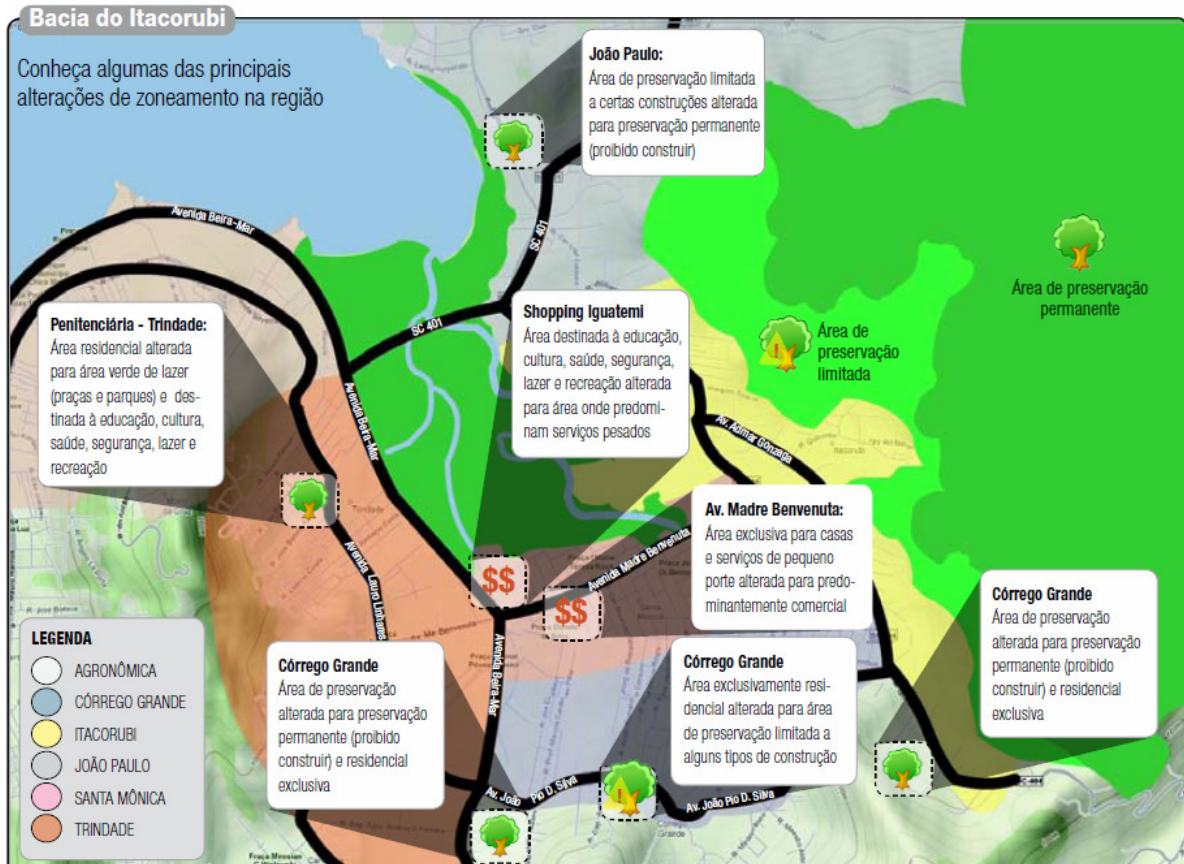 Bacia do Itacorubi
Conheça algumas das principais
alterações de zoneamento na região
João Paulo:
Área de preservação limitada
a certas construções alterada
para preservação permanente
(proibido construir)
Avenida Beira-Mar
SC 401
Área de preservação
permanente
Penitenciária - Trindade:
Área residencial alterada
para área verde de lazer
(praças e parques) e des-
tinada à educação, cultura,
saúde, segurança, lazer e
recreação
SC 401
Shopping Iguatemi
Área destinada à educação,
cultura, saúde, segurança,
lazer e recreação alterada
para área onde predomi-
nam serviços pesados
Área de
preservação
limitada
Avenida Beira-Mar
Av. Admar Gonzaga
Trindade
Av. Madre Benvenuta:
Área exclusiva para casas
e serviços de pequeno
porte alterada para predo-
minantemente comercial
Avenida Madre Benvenuta
$$
$$
Avenida Lauro Linhares
Santa
Mônica
Avenida Beira-Mar
LEGENDA
AGRONÔMICA
CÓRREGO GRANDE
ITACORUBI
JOÃO PAULO
SANTA MÔNICA
TRINDADE
Córrego Grande
Área de preservação
alterada para preservação
permanente (proibido
construir) e residencial
exclusiva
Córrego Grande
Área exclusivamente resi-
dencial alterada para área
de preservação limitada a
alguns tipos de construção
Córrego Grande
Área de preservação
alterada para preservação
permanente (proibido
construir) e residencial
exclusiva
Av. João Pio D. Silva
Av. João Pio D. Silva
Córrego
Grande